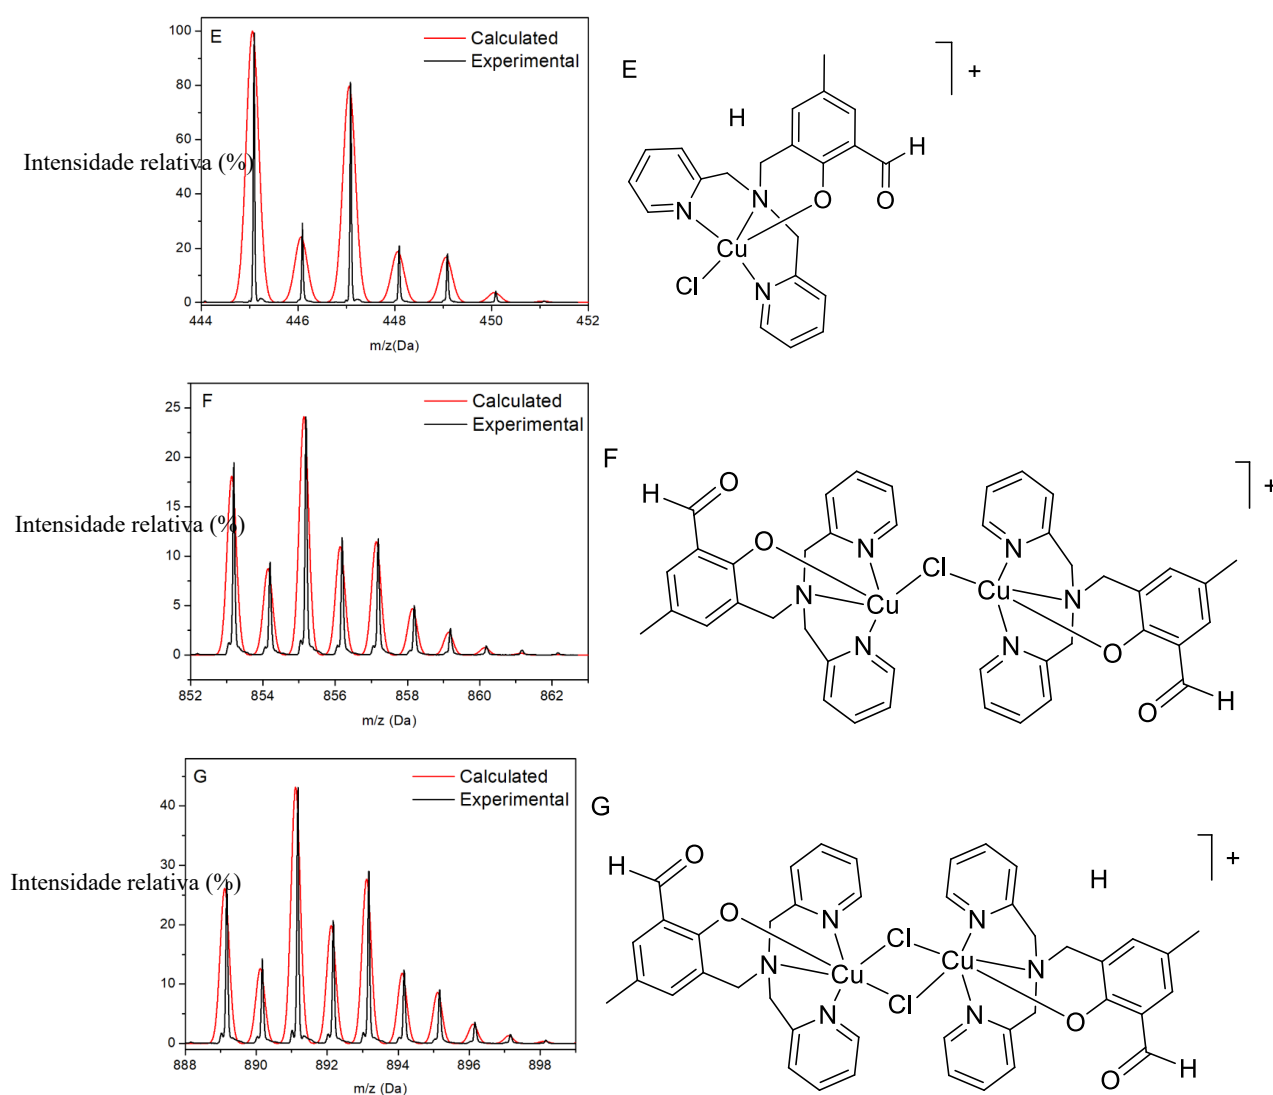 E
Calculated
Experimental
100
80
60
40
20
0
Intensidade relativa (%)
444
446
448
450
452
m/z(Da)
E
+
H
H
N
N
O
O
Cu
Cl
N
F
Calculated
Experimental
25
20
15
10
5
0
Intensidade relativa (%)
852
854
856
858
860
862
m/z (Da)
F
+
H
O
O
N
N
Cl
N
Cu
Cu
N
N
N
O
O
H
G
Calculated
Experimental
40
30
20
10
0
Intensidade relativa (%)
888
890
892
894
896
898
m/z (Da)
G
+
H
O
H
O
N
N
Cl
N
Cu
Cu
N
Cl
N
N
O
O
H